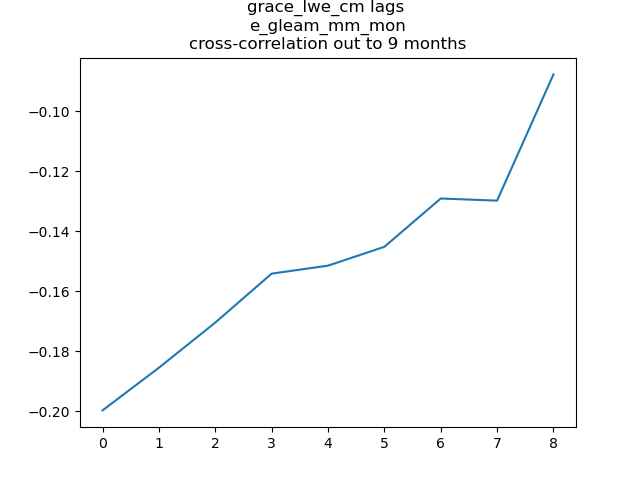 grace_lwe_cm lags
e_gleam_mm_mon
cross-correlation out to 9 months
−0.10
−0.12
−0.14
−0.16
−0.18
−0.20
0 1 2 3 4 5 6 7 8